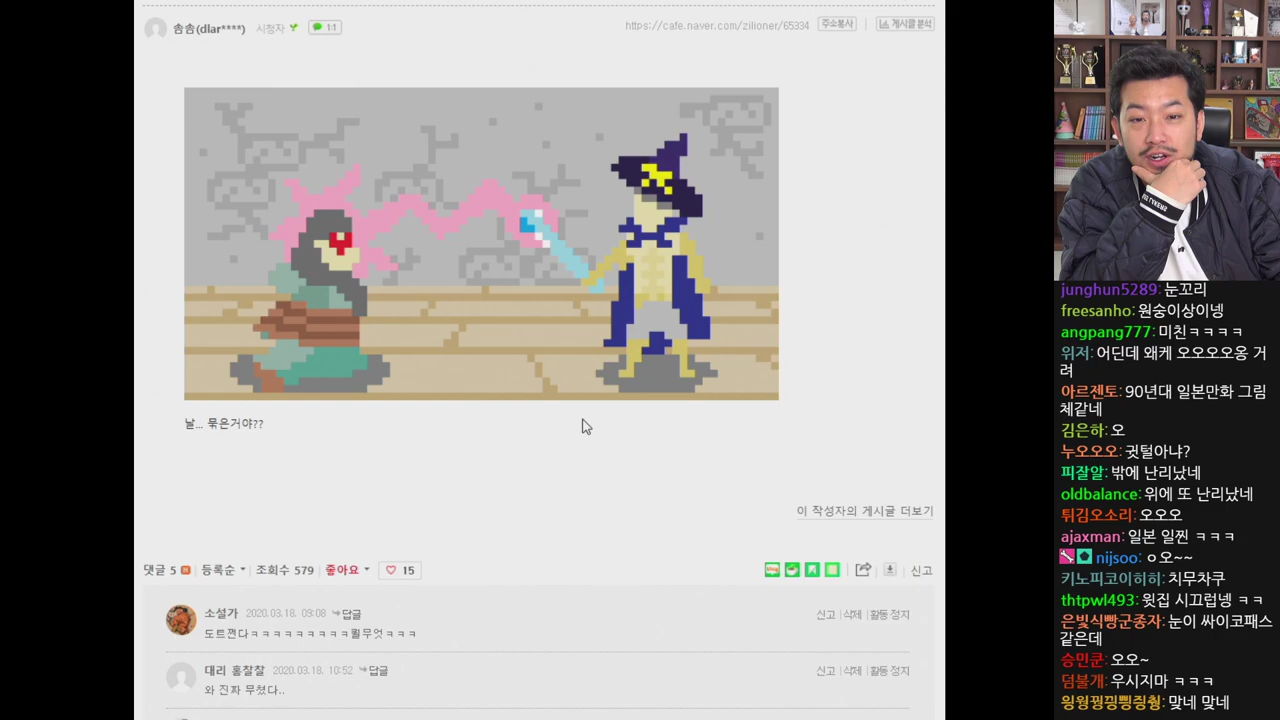 솜솜(dlar****) 시청자 1:1
https://cafe.naver.com/zilioner/65334 주소복사 게시글 분석
날... 묶은거야??
이 작성자의 게시글 더보기
댓글 5 등록순 조회수 579 좋아요 15
신고
소설가 2020.03.18. 09:08 답글
신고 삭제 활동정지
도트쩐다ㅋㅋㅋㅋㅋㅋㅋㅋㅋ뭘무엇ㅋㅋㅋ
대리 홍찰찰 2020.03.18. 10:52 답글
신고 삭제 활동정지
와 진짜 무쳤다..
junghun5289: 눈꼬리
freesanho: 원숭이상이넹
angpang777: 미친ㅋㅋㅋㅋ
위저: 어딘데 왜케 오오오오옹 거
려
아르젠토: 90년대 일본만화 그림
체같네
김은하: 오
누오오오: 귓털아냐?
피잘알: 밖에 난리났네
oldbalance: 위에 또 난리났네
튀김오소리: 오오오
ajaxman: 일본 일찐 ㅋㅋㅋ
nijsoo: ㅇ오~~
키노피코이히히: 치무차쿠
thtpwl493: 윗집 시끄럽넹 ㅋㅋ
은빛식빵군종자: 눈이 싸이코패스
같은데
승민쿤: 오오~
덤불개: 우시지마 ㅋㅋㅋ
맞네 맞네